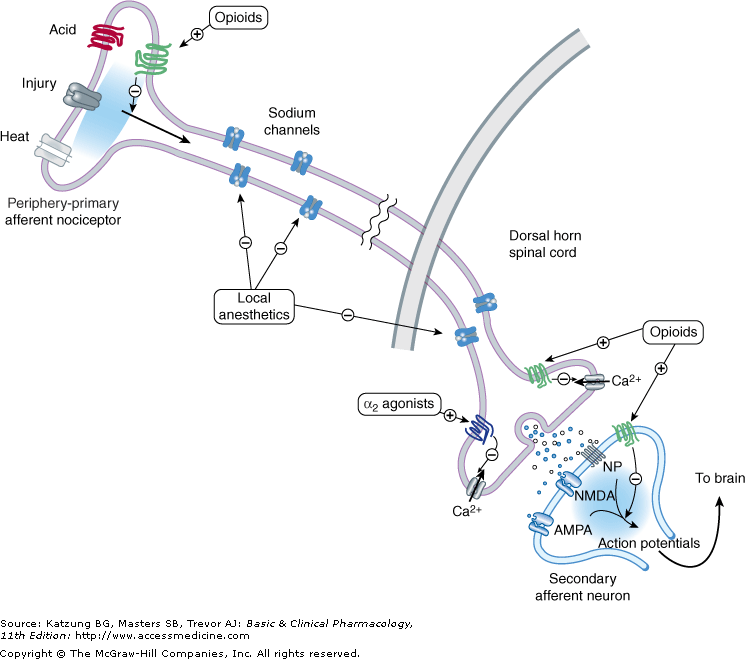 Opioids
+
Acid
−
Injury
Sodium
channels
Heat
Periphery-primary
afferent nociceptor
−
−
Dorsal horn
spinal cord
Local
anesthetics
−
Opioids
+
+
−
Ca2+
α2 agonists
+
−
Ca2+
NP
−
NMDA
To brain
AMPA
Action potentials
Secondary
afferent neuron
Source: Katzung BG, Masters SB, Trevor AJ: Basic & Clinical Pharmacology,
11th Edition: http://www.accessmedicine.com
Copyright © The McGraw-Hill Companies, Inc. All rights reserved.